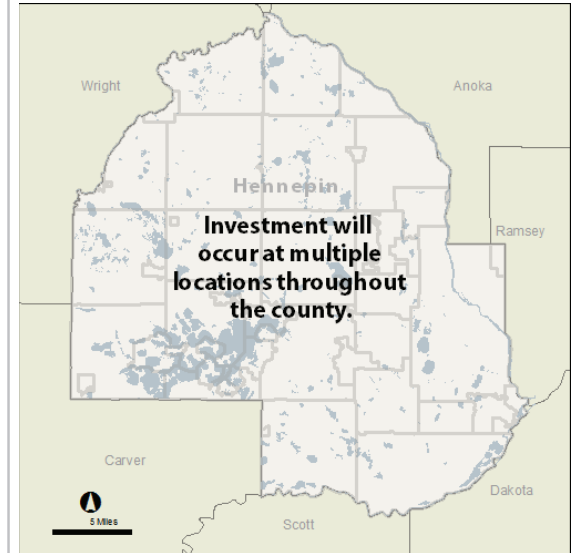 Wright
Anoka
Hennepin
Investment will
occur at multiple
locations throughout
the county.
Ramsey
Carver
Dakota
Scott
5 Miles